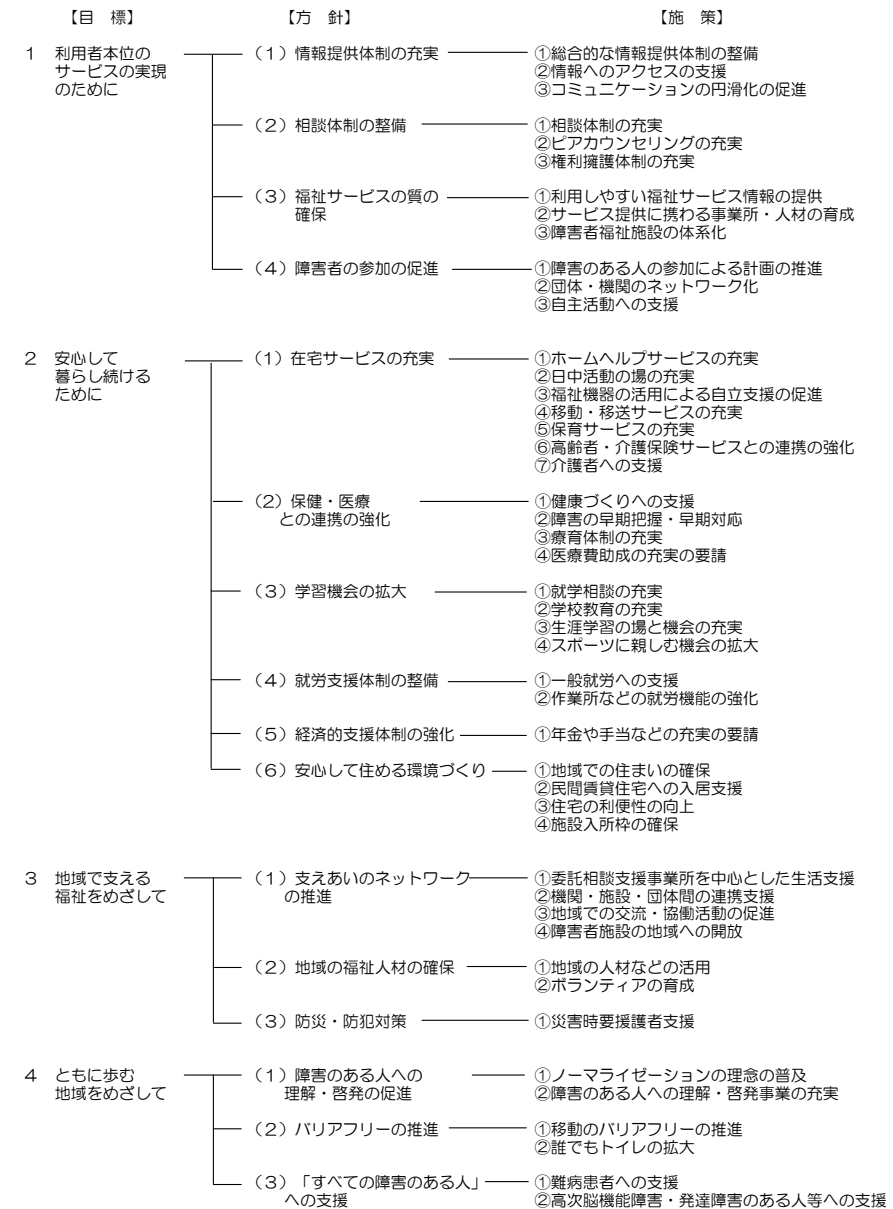 【目　標】　【方　針】　【施　策】
1　利用者本位の　（１）情報提供体制の充実　①総合的な情報提供体制の整備
サービスの実現　②情報へのアクセスの支援
のために　③コミュニケーションの円滑化の促進
（２）相談体制の整備　①相談体制の充実
②ピアカウンセリングの充実
③権利擁護体制の充実
（３）福祉サービスの質の　①利用しやすい福祉サービス情報の提供
確保　②サービス提供に携わる事業所・人材の育成
③障害者福祉施設の体系化
（４）障害者の参加の促進　①障害のある人の参加による計画の推進
②団体・機関のネットワーク化
③自主活動への支援
2　安心して　（1）在宅サービスの充実　①ホームヘルプサービスの充実
暮らし続ける　②日中活動の場の充実
ために　③福祉機器の活用による自立支援の促進
④移動・移送サービスの充実
⑤保育サービスの充実
⑥高齢者・介護保険サービスとの連携の強化
⑦介護者への支援
（2）保健・医療　①健康づくりへの支援
との連携の強化　②障害の早期把握・早期対応
③療育体制の充実
④医療費助成の充実の要請
（３）学習機会の拡大　①就学相談の充実
②学校教育の充実
③生涯学習の場と機会の充実
④スポーツに親しむ機会の拡大
（４）就労支援体制の整備　①一般就労への支援
②作業所などの就労機能の強化
（５）経済的支援体制の強化　①年金や手当などの充実の要請
（６）安心して住める環境づくり　①地域での住まいの確保
②民間賃貸住宅への入居支援
③住宅の利便性の向上
④施設入所枠の確保
3　地域で支える　（１）支えあいのネットワーク　①委託相談支援事業所を中心とした生活支援
福祉をめざして　の推進　②機関・施設・団体間の連携支援
③地域での交流・協働活動の促進
④障害者施設の地域への開放
（２）地域の福祉人材の確保　①地域の人材などの活用
②ボランティアの育成
（３）防災・防犯対策　①災害時要援護者支援
4　ともに歩む　（１）障害のある人への　①ノーマライゼーションの理念の普及
地域をめざして　理解・啓発の促進　②障害のある人への理解・啓発事業の充実
（２）バリアフリーの推進　①移動のバリアフリーの推進
②誰でもトイレの拡大
（３）「すべての障害のある人」　①難病患者への支援
への支援　②高次脳機能障害・発達障害のある人等への支援